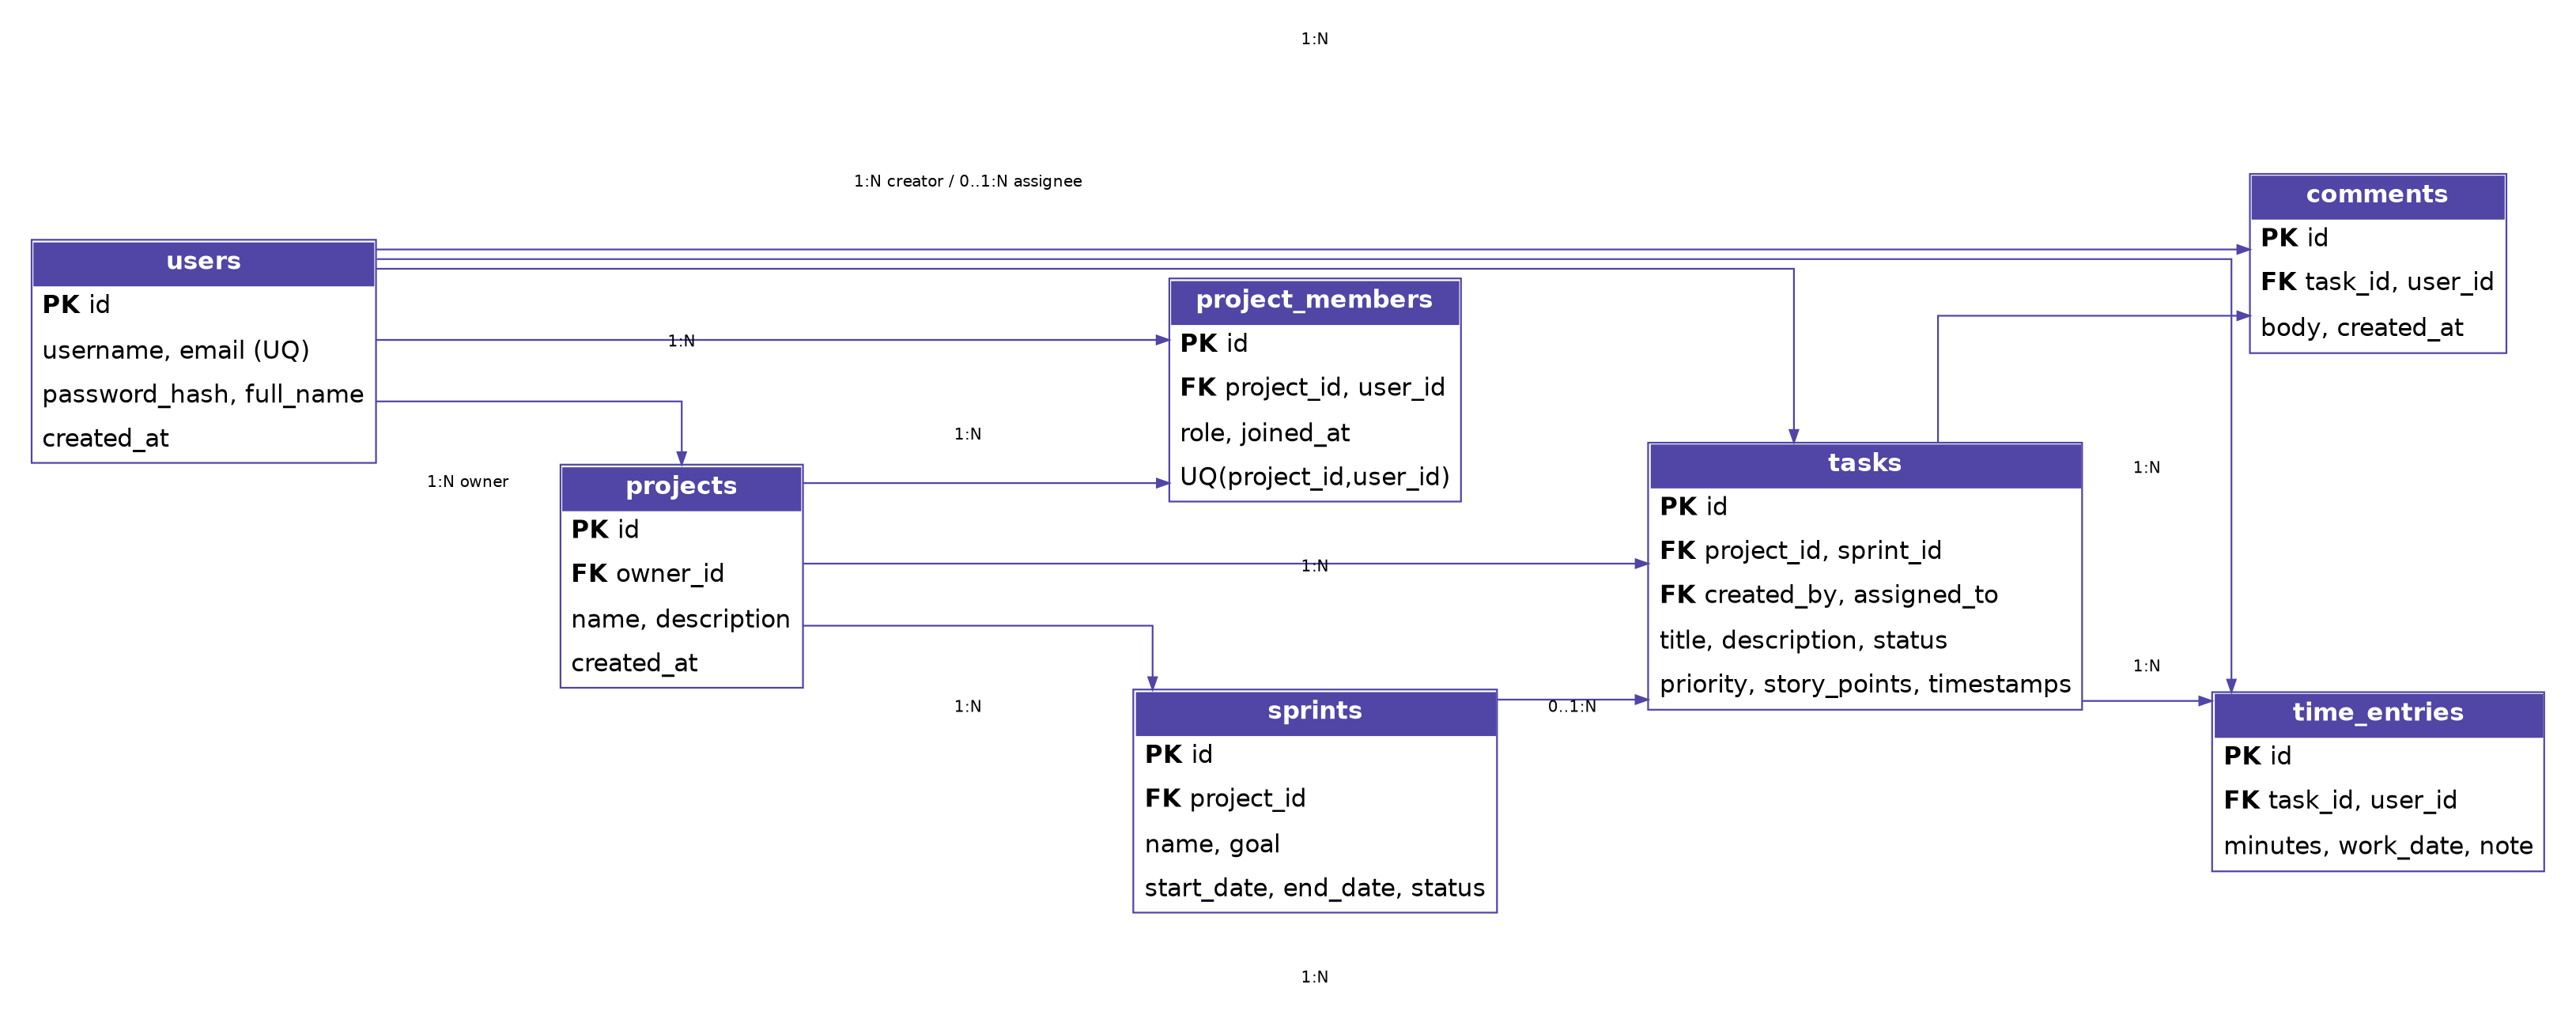 1:N
1:N creator / 0..1:N assignee
users
PK id
username, email (UQ)
password_hash, full_name
created_at
1:N
1:N owner
projects
PK id
FK owner_id
name, description
created_at
1:N
1:N
project_members
PK id
FK project_id, user_id
role, joined_at
UQ(project_id,user_id)
1:N
sprints
PK id
FK project_id
name, goal
start_date, end_date, status
0..1:N
tasks
PK id
FK project_id, sprint_id
FK created_by, assigned_to
title, description, status
priority, story_points, timestamps
1:N
1:N
comments
PK id
FK task_id, user_id
body, created_at
time_entries
PK id
FK task_id, user_id
minutes, work_date, note
1:N